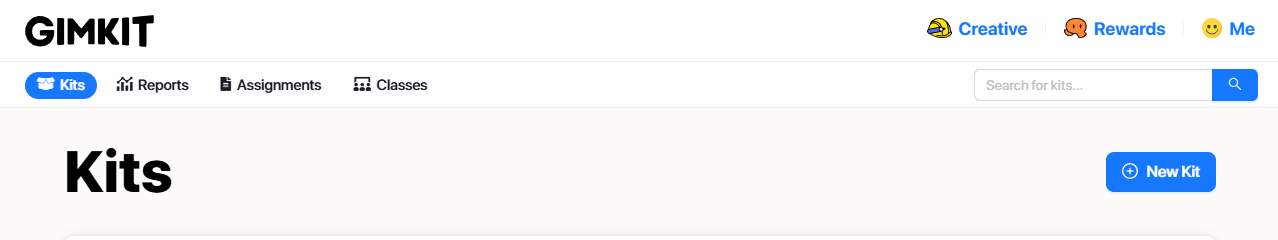 GIMKIT
Creative
Rewards
Me
Kits
Reports
Assignments
Classes
Search for kits...
Kits
New Kit